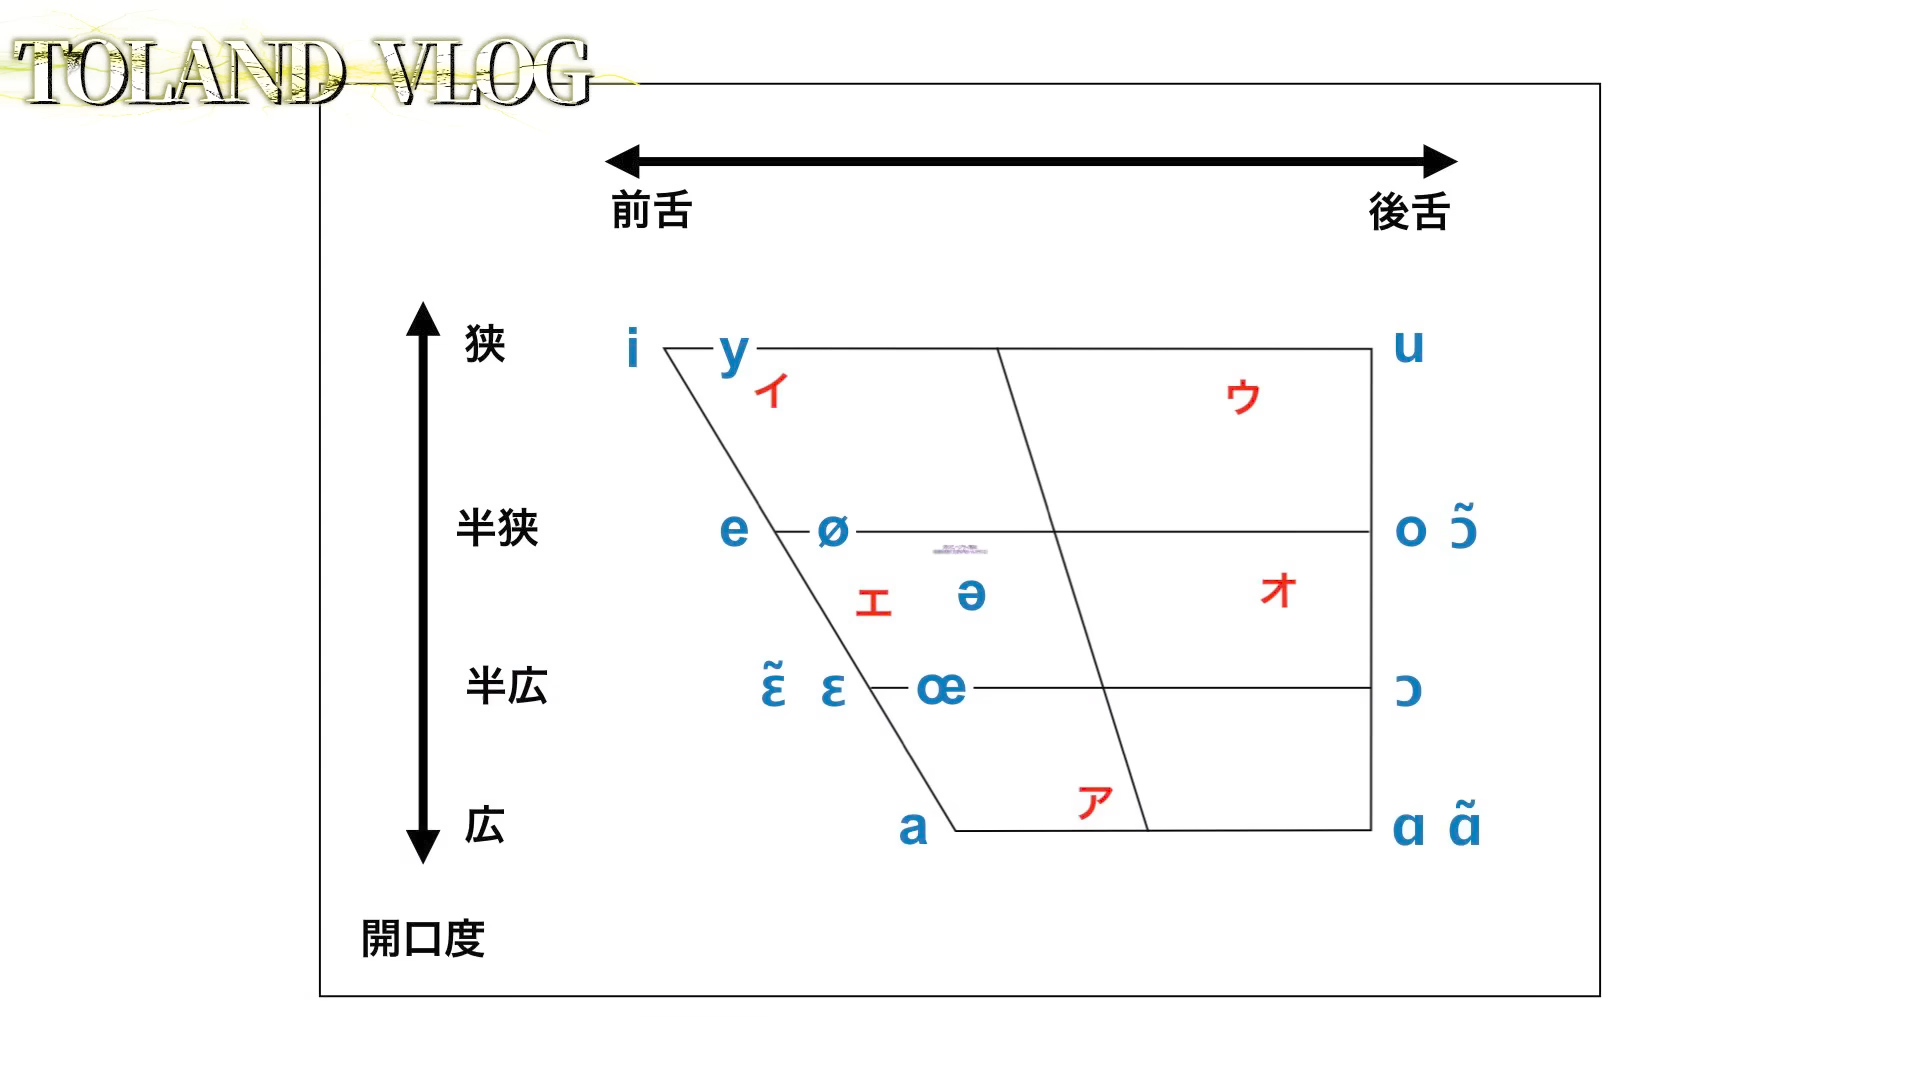 TOLAND VLOG
前舌 後舌
狭 i y u
イ ウ
半狭 e ø o ɔ̃
エ ə オ
半広 ɛ̃ ɛ œ ɔ
ア
広 a ɑ ɑ̃
開口度